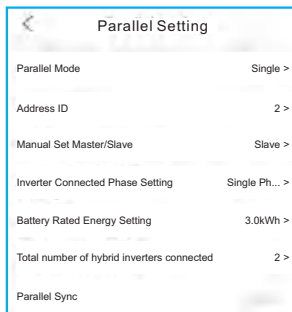 Parallel Setting
Parallel Mode Single >
Address ID 2 >
Manual Set Master/Slave Slave >
Inverter Connected Phase Setting Single Ph... >
Battery Rated Energy Setting 3.0kWh >
Total number of hybrid inverters connected 2 >
Parallel Sync